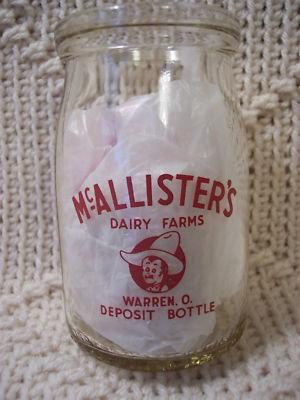 McALLISTER'S
DAIRY FARMS
WARREN, O.
DEPOSIT BOTTLE